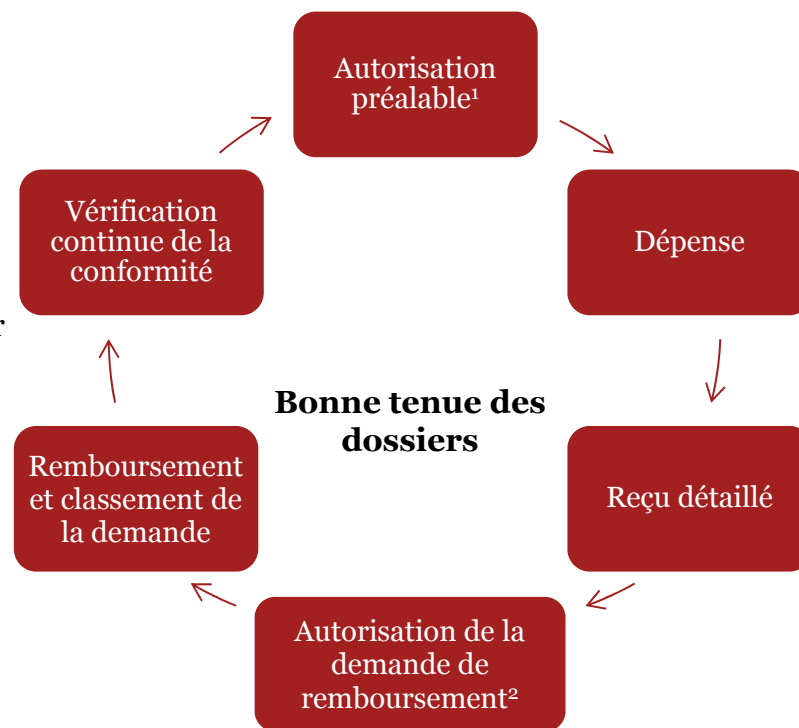 Autorisation
préalable¹
Dépense
Reçu détaillé
Autorisation de la
demande de
remboursement²
Remboursement
et classement de
la demande
Vérification
continue de la
conformité
Bonne tenue des
dossiers